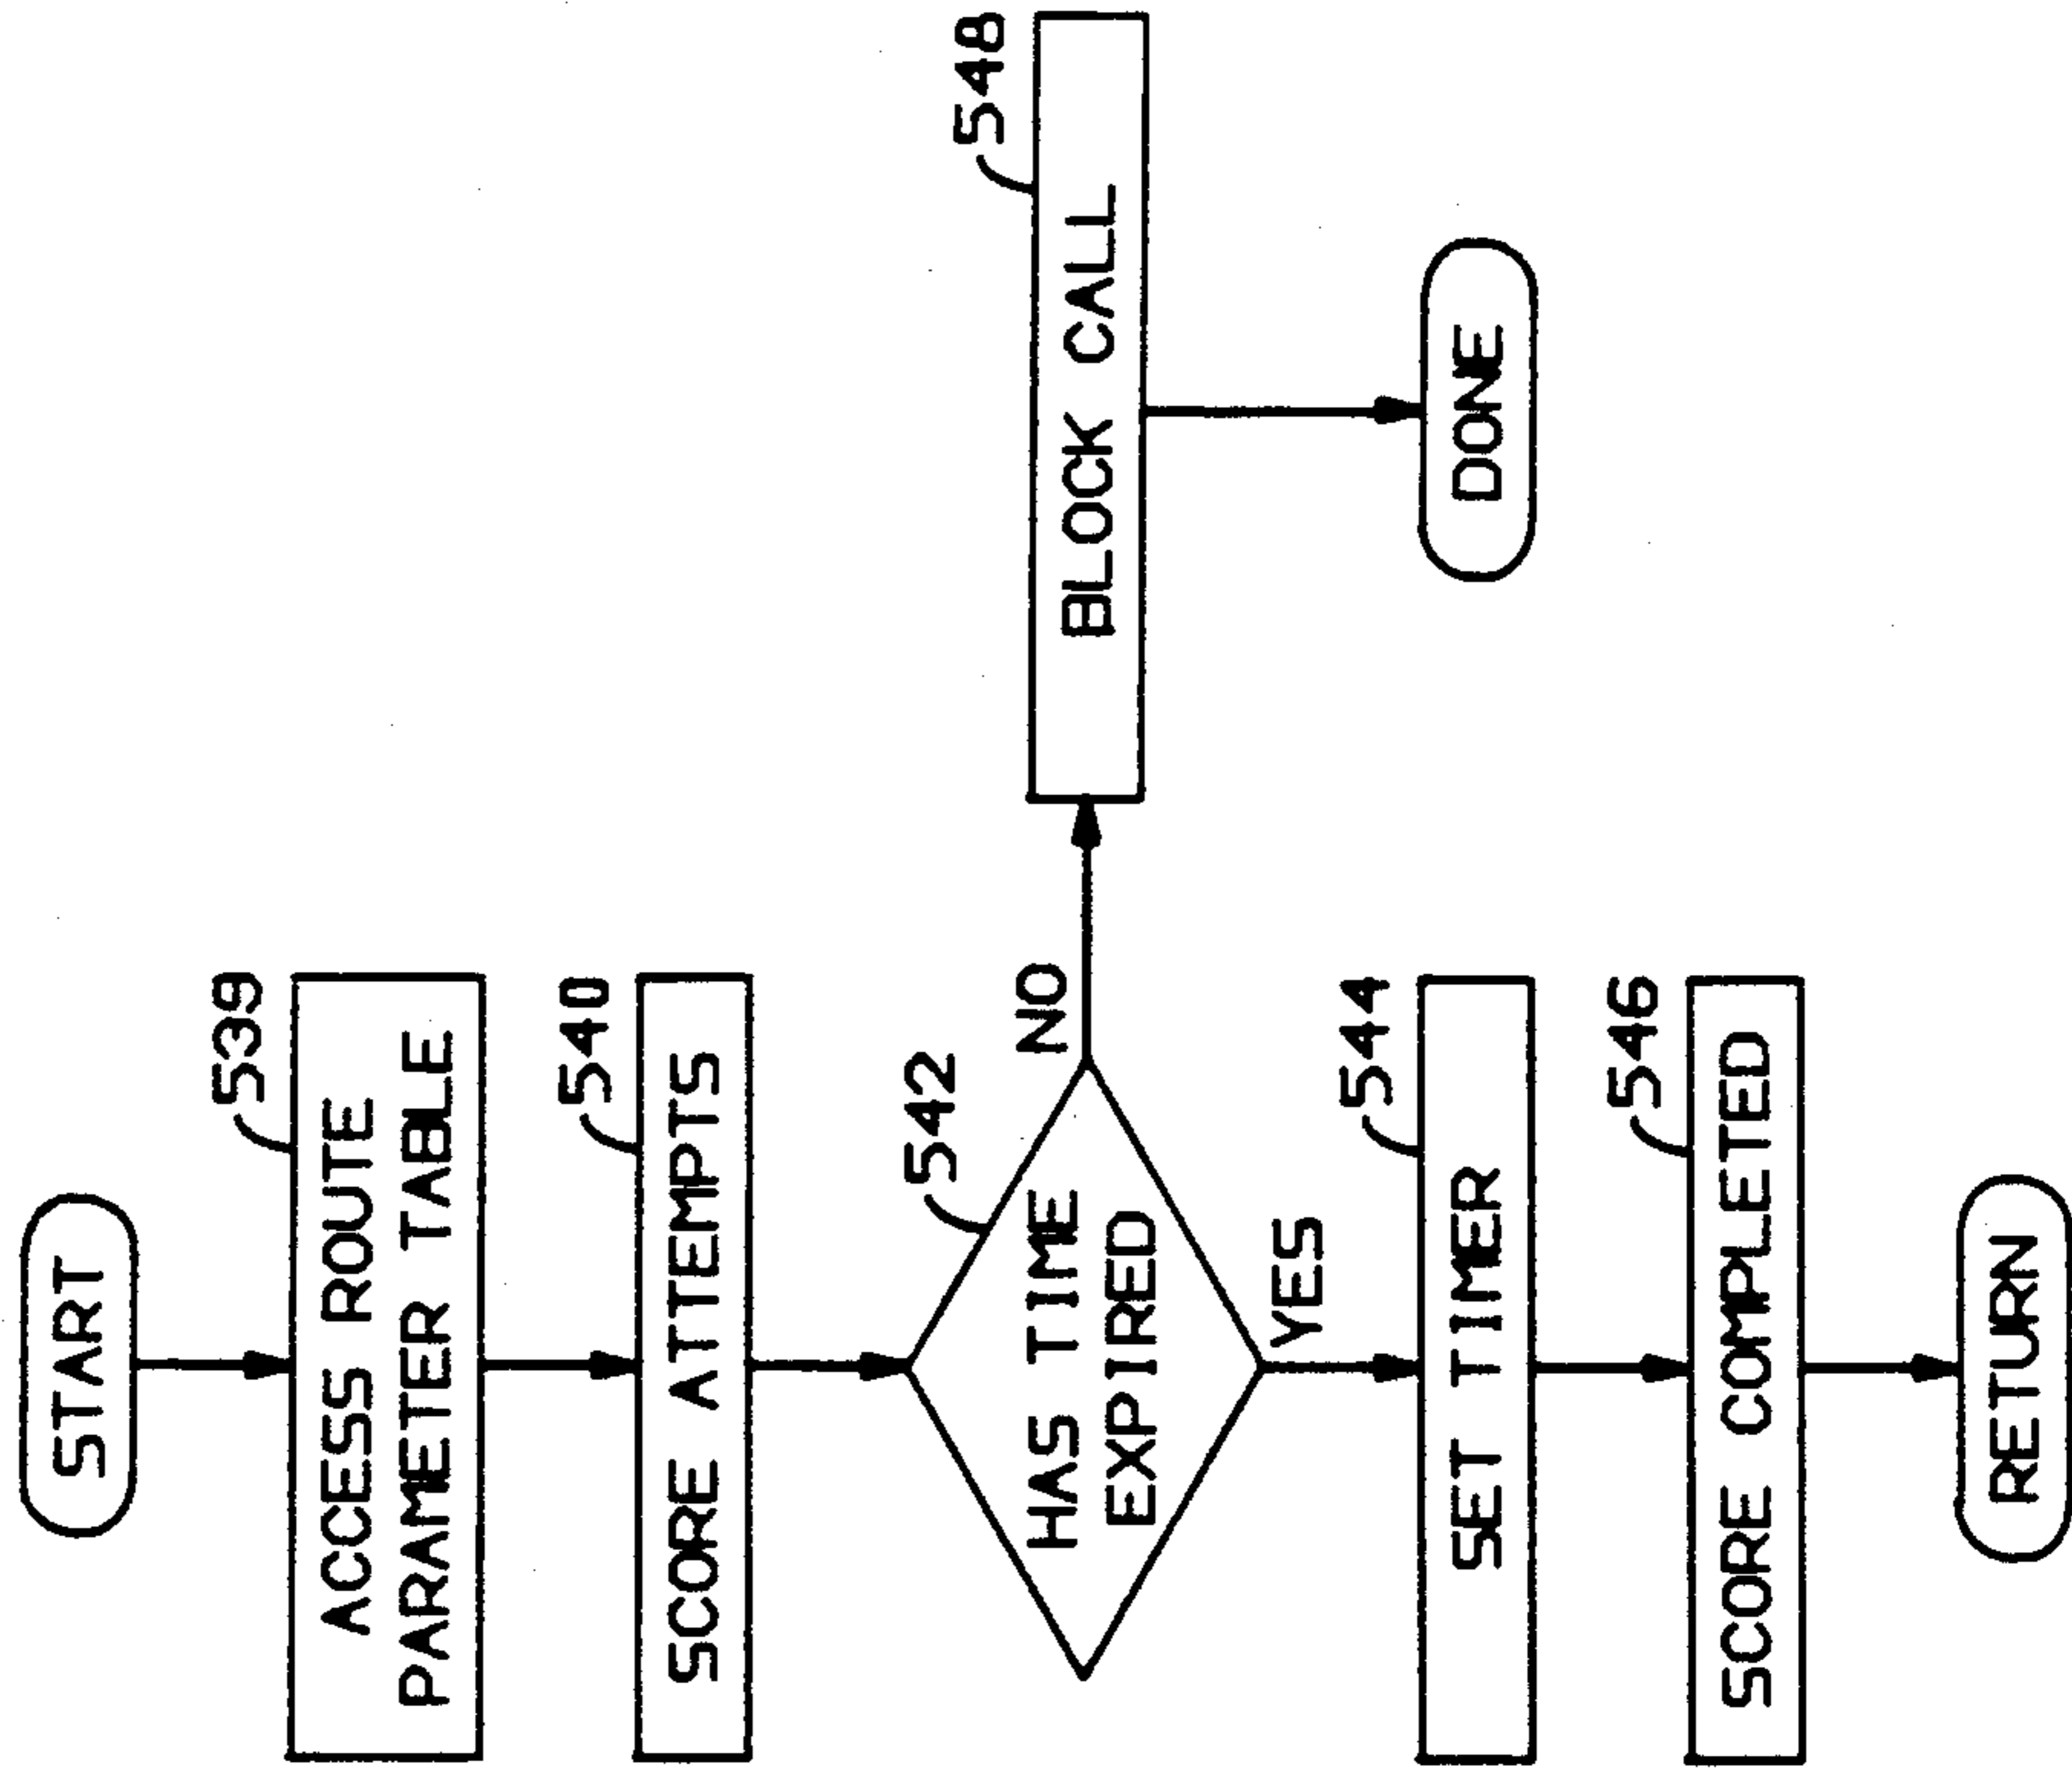 START
539
ACCESS ROUTE
PARAMETER TABLE
540
SCORE ATTEMPTS
542
HAS TIME
EXPIRED
NO
548
BLOCK CALL
DONE
YES
544
SET TIMER
546
SCORE COMPLETED
RETURN